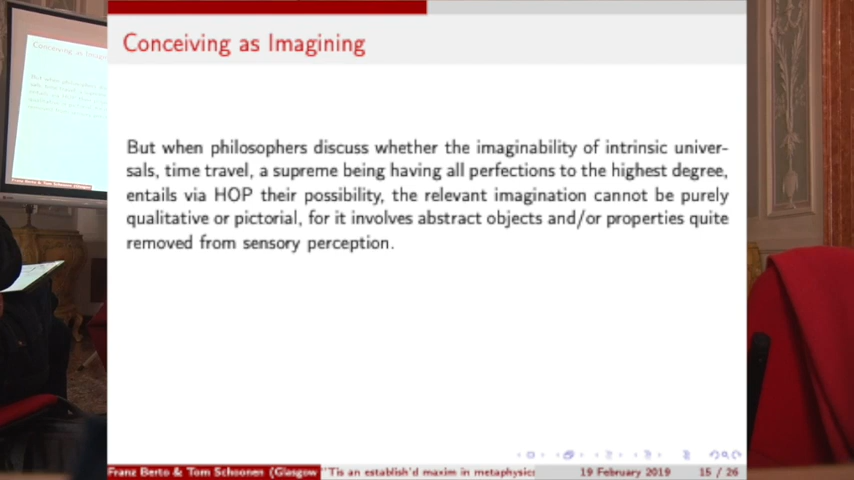 Conceiving as Imagining
But when philosophers discuss whether the imaginability of intrinsic univer-
sals, time travel, a supreme being having all perfections to the highest degree,
entails via HOP their possibility, the relevant imagination cannot be purely
qualitative or pictorial, for it involves abstract objects and/or properties quite
removed from sensory perception.
Franz Berto & Tom Schoonen (Glasgow "'Tis an establish'd maxim in metaphysics 19 February 2019 15 / 26